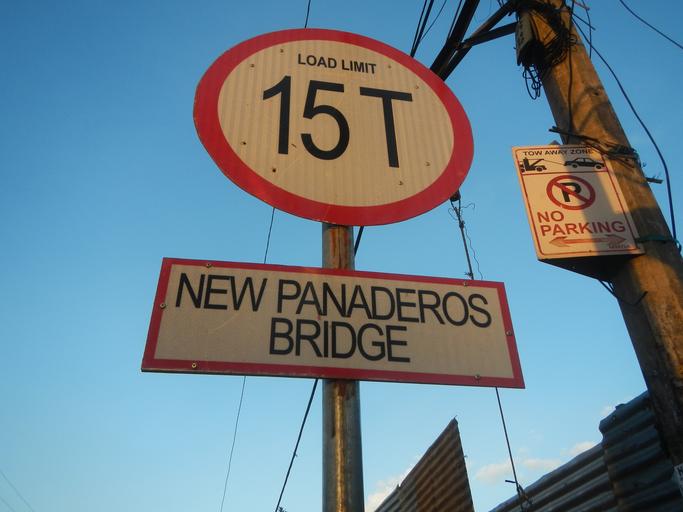 LOAD LIMIT
15T
NEW PANADEROS
BRIDGE
TOW AWAY ZONE
P
NO
PARKING